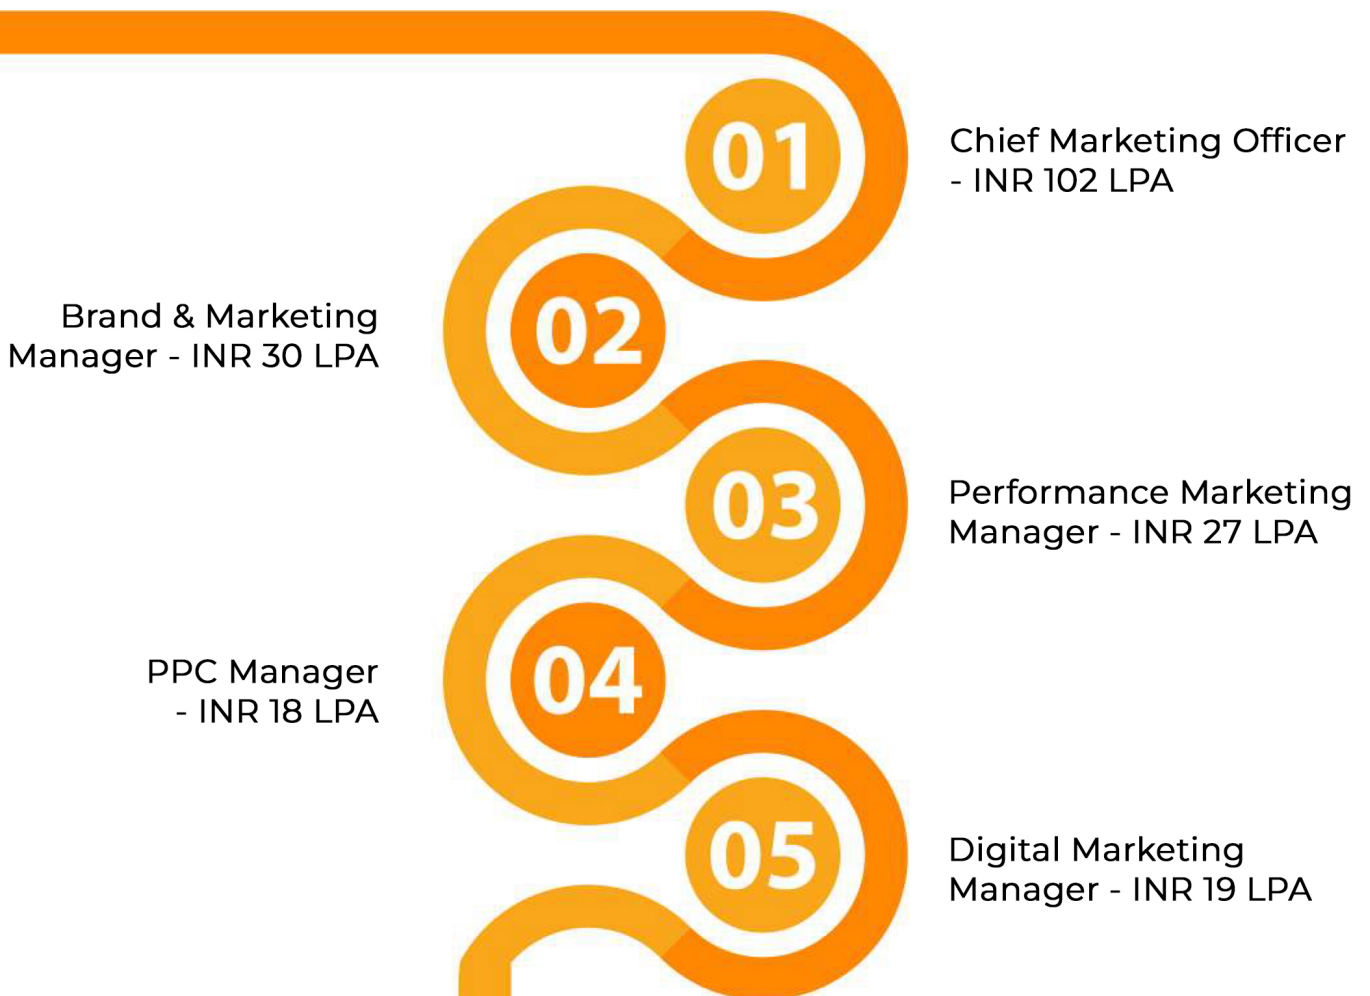 01
Chief Marketing Officer
- INR 102 LPA
02
Brand & Marketing
Manager - INR 30 LPA
03
Performance Marketing
Manager - INR 27 LPA
04
PPC Manager
- INR 18 LPA
05
Digital Marketing
Manager - INR 19 LPA